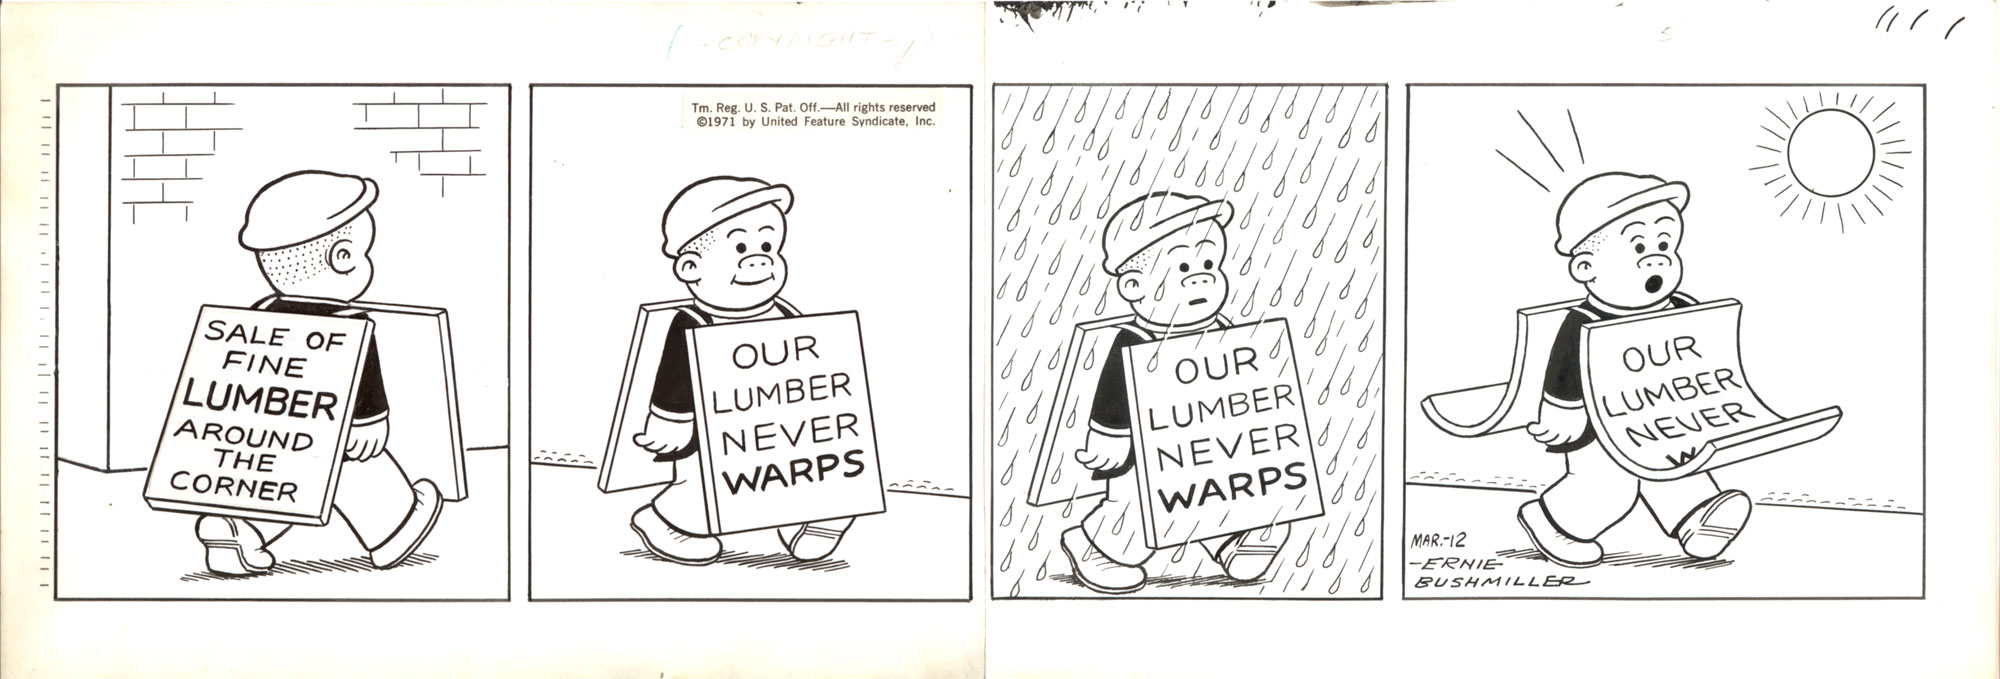 -COPYRIGHT-
5
SALE OF
FINE
LUMBER
AROUND
THE
CORNER
Tm. Reg. U. S. Pat. Off.—All rights reserved
©1971 by United Feature Syndicate, Inc.
OUR
LUMBER
NEVER
WARPS
OUR
LUMBER
NEVER
WARPS
OUR
LUMBER
NEVER
W
MAR.-12
-ERNIE
BUSHMILLER